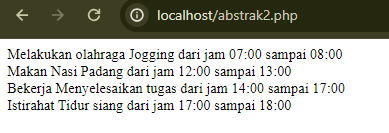 localhost/abstrak2.php
Melakukan olahraga Jogging dari jam 07:00 sampai 08:00
Makan Nasi Padang dari jam 12:00 sampai 13:00
Bekerja Menyelesaikan tugas dari jam 14:00 sampai 17:00
Istirahat Tidur siang dari jam 17:00 sampai 18:00